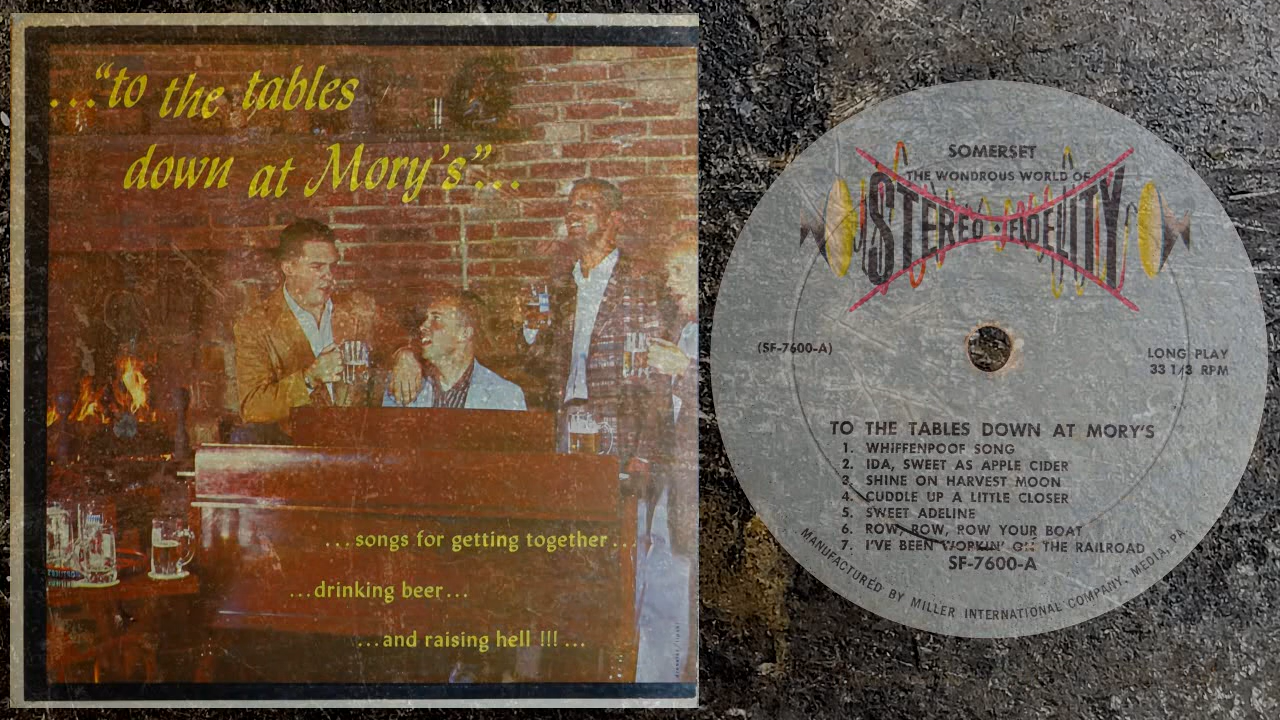 ..."to the tables
down at Mory's"...
...songs for getting together...
...drinking beer...
...and raising hell !!!...
SOMERSET
THE WONDROUS WORLD OF
STEREO-FIDELITY
(SF-7600-A)
LONG PLAY
33 1/3 RPM
TO THE TABLES DOWN AT MORY'S
1. WHIFFENPOOF SONG
2. IDA, SWEET AS APPLE CIDER
3. SHINE ON HARVEST MOON
4. CUDDLE UP A LITTLE CLOSER
5. SWEET ADELINE
6. ROW, ROW, ROW YOUR BOAT
7. I'VE BEEN WORKIN' ON THE RAILROAD
SF-7600-A
MANUFACTURED BY MILLER INTERNATIONAL COMPANY, MEDIA, PA.